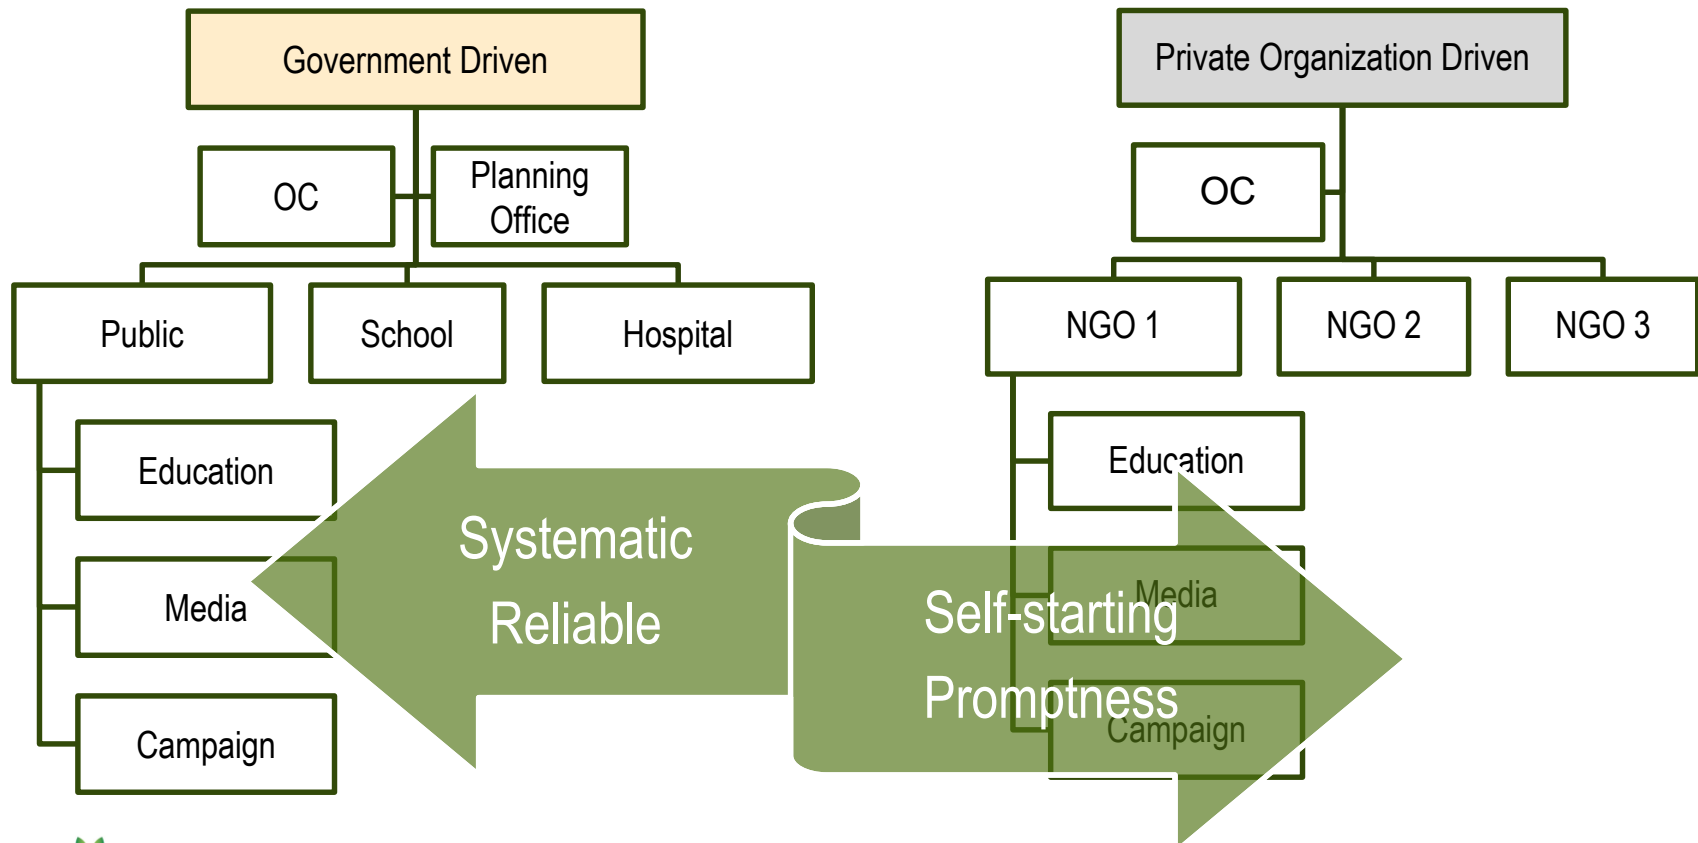 Government Driven
OC
Planning
Office
Public
School
Hospital
Education
Media
Campaign
Private Organization Driven
OC
NGO 1
NGO 2
NGO 3
Education
Media
Campaign
Systematic
Reliable
Self-starting
Promptness